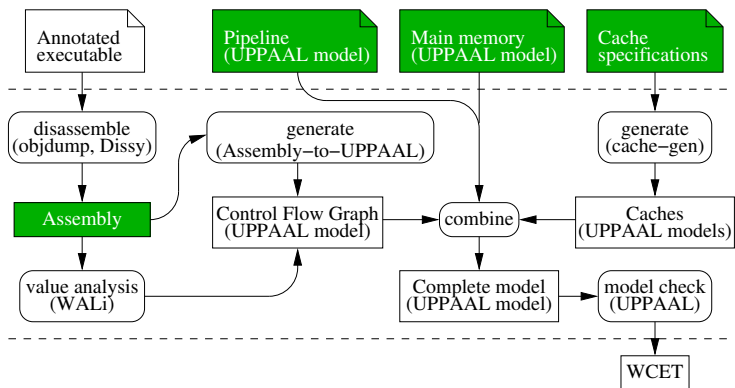 Annotated
executable
Pipeline
(UPPAAL model)
Main memory
(UPPAAL model)
Cache
specifications
disassemble
(objdump, Dissy)
generate
(Assembly−to−UPPAAL)
generate
(cache−gen)
Assembly
Control Flow Graph
(UPPAAL model)
combine
Caches
(UPPAAL models)
value analysis
(WALi)
Complete model
(UPPAAL model)
model check
(UPPAAL)
WCET